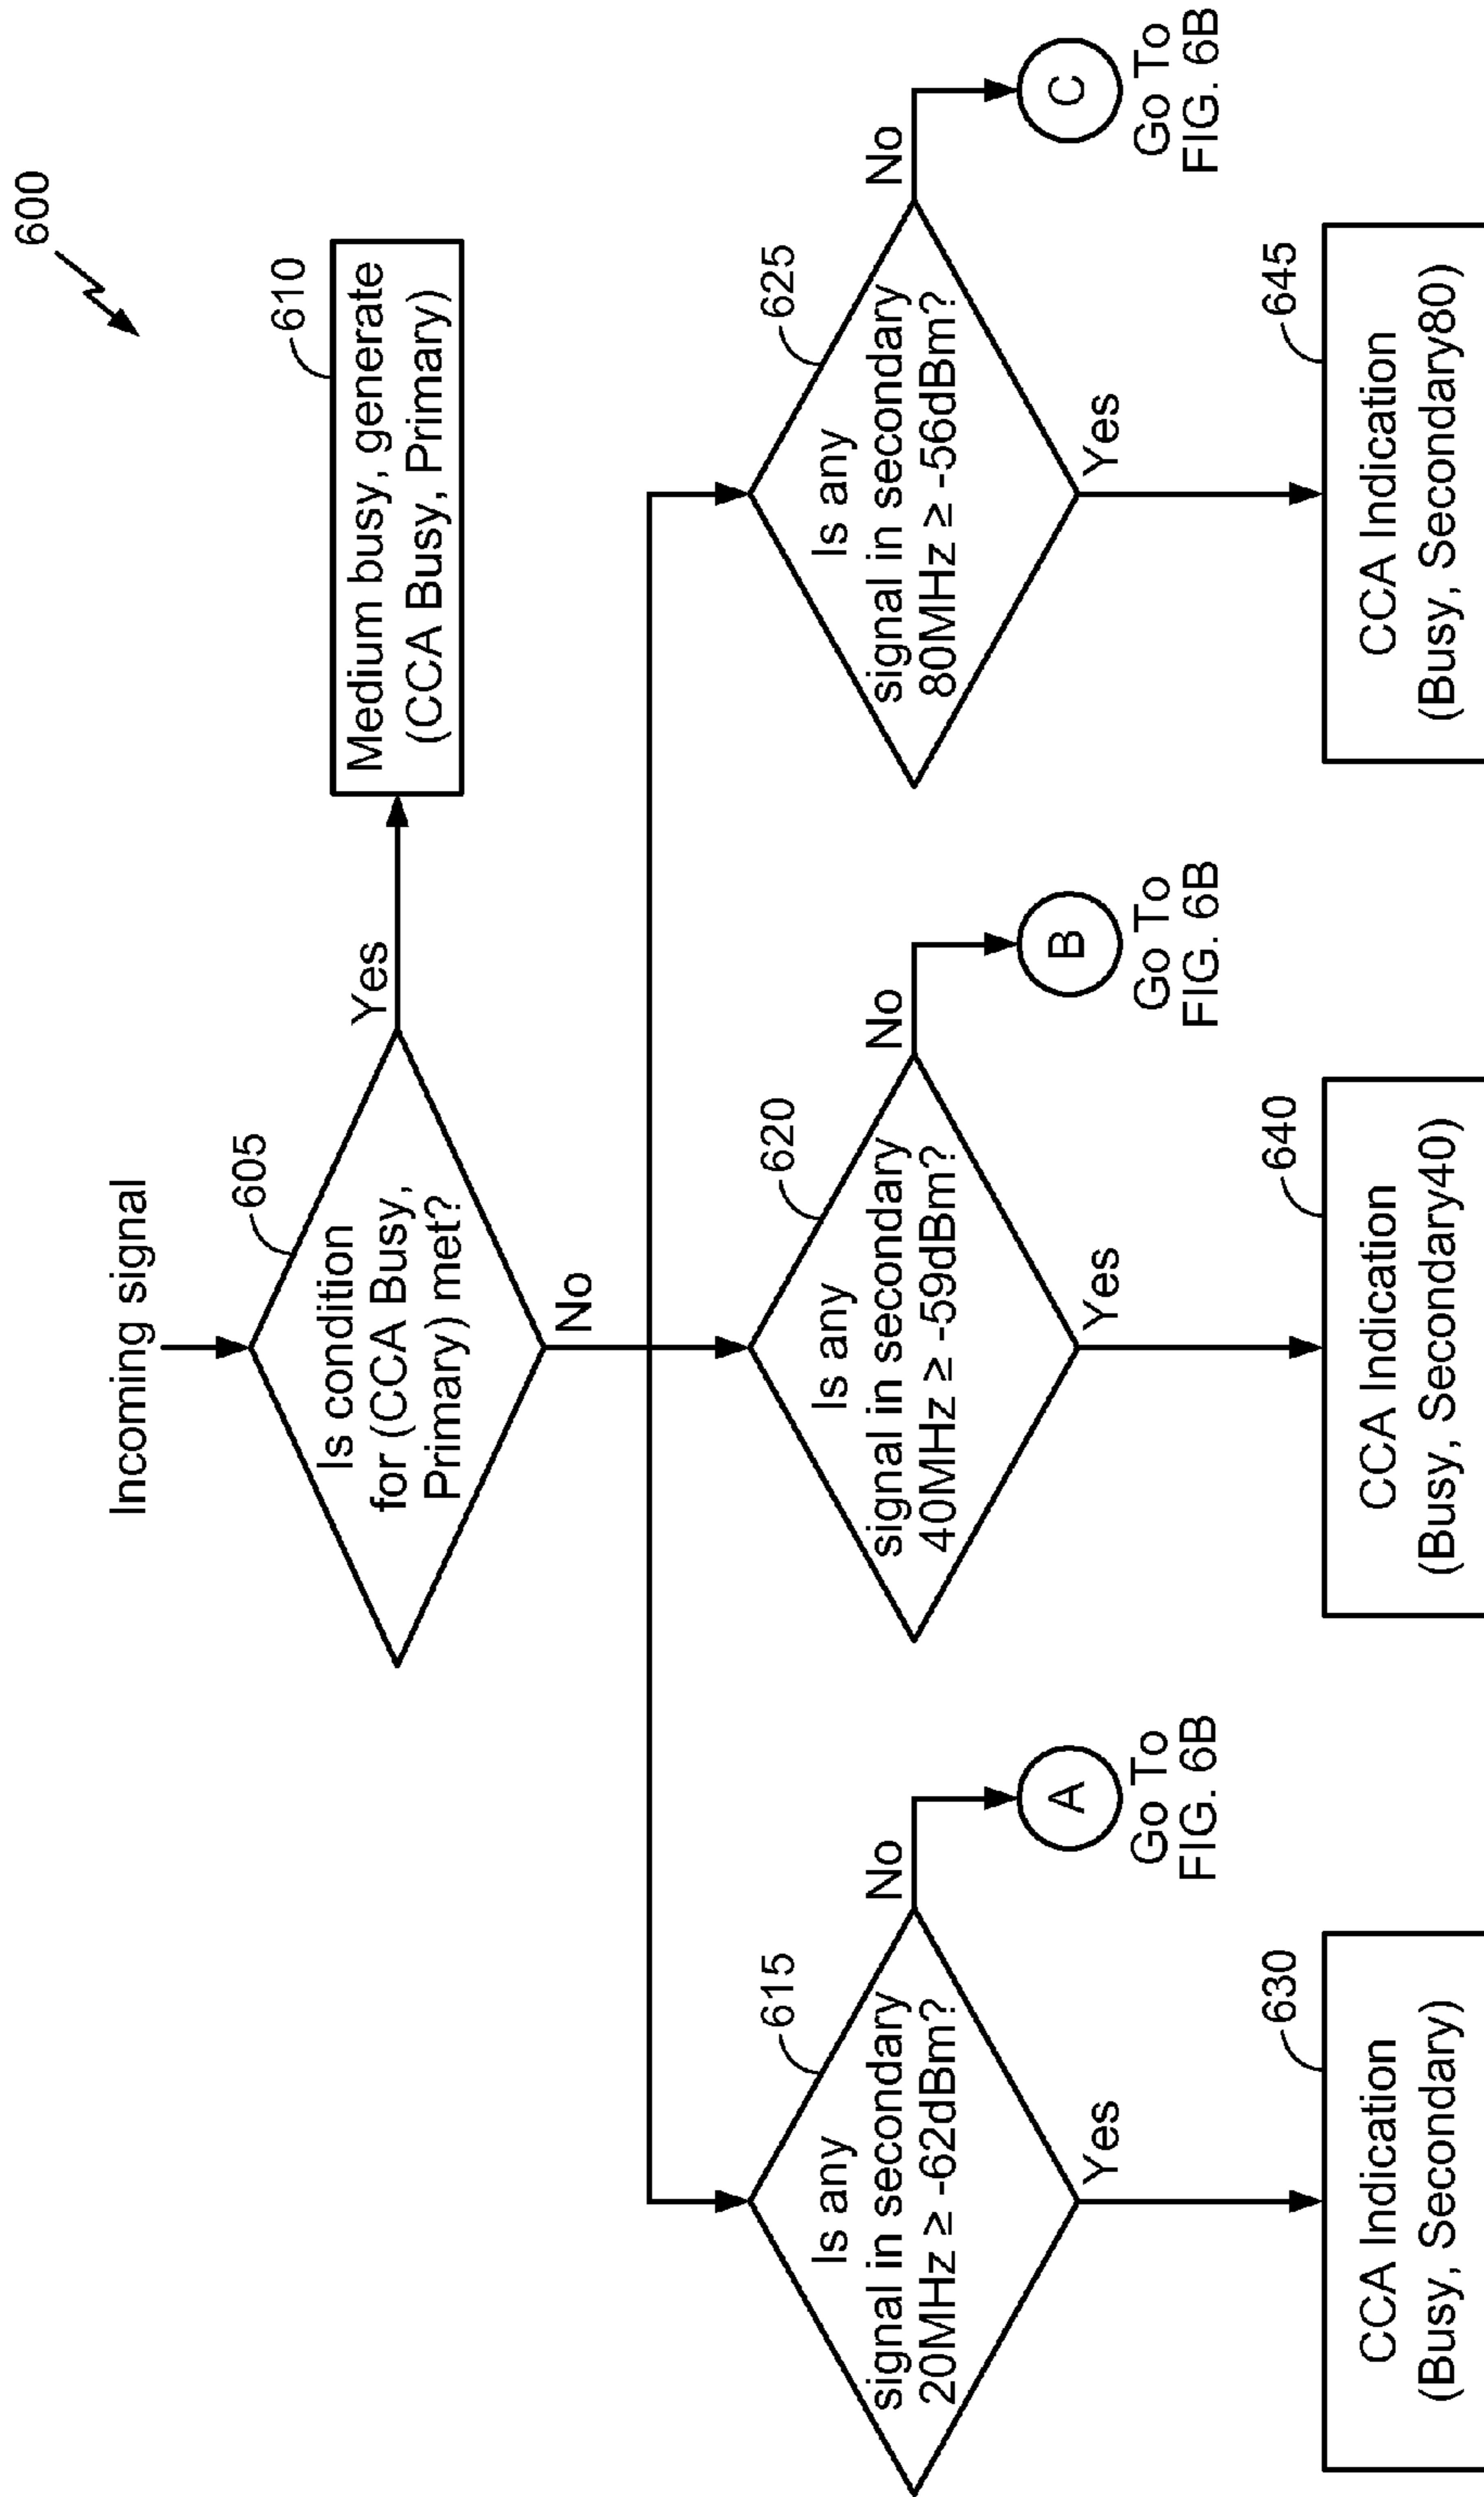 600
Incoming signal
605
Is condition
for (CCA Busy,
Primary) met?
Yes
610
Medium busy, generate
(CCA Busy, Primary)
No
615
Is any
signal in secondary
20MHz ≥ -62dBm?
No
A
Go To
FIG. 6B
Yes
630
CCA Indication
(Busy, Secondary)
620
Is any
signal in secondary
40MHz ≥ -59dBm?
No
B
Go To
FIG. 6B
Yes
640
CCA Indication
(Busy, Secondary40)
625
Is any
signal in secondary
80MHz ≥ -56dBm?
No
C
Go To
FIG. 6B
Yes
645
CCA Indication
(Busy, Secondary80)